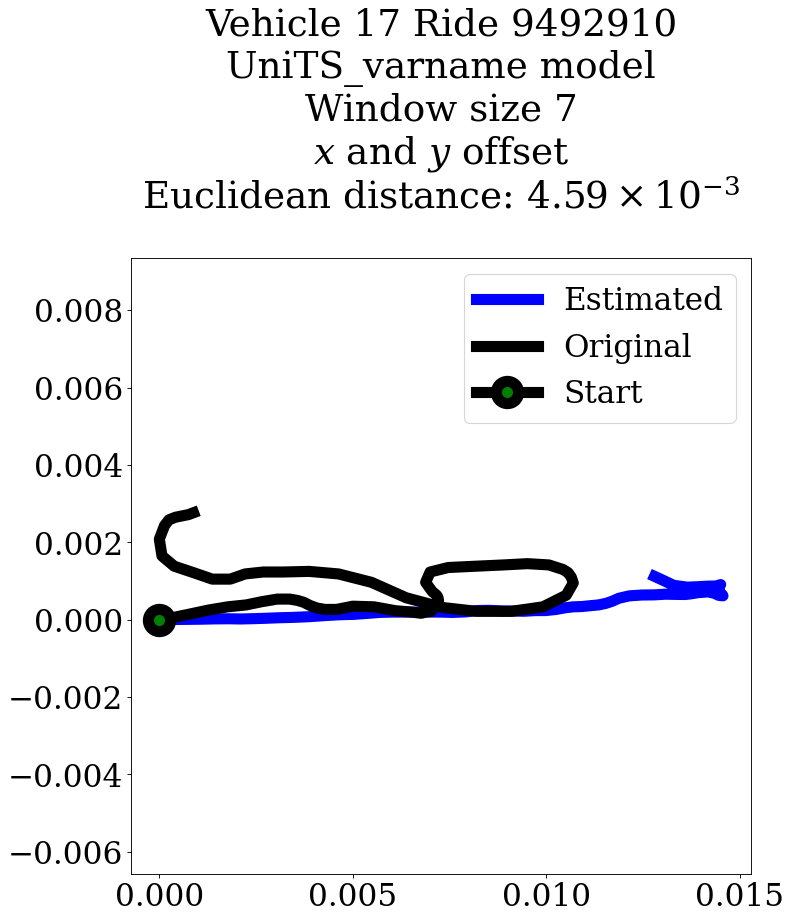 Vehicle 17 Ride 9492910
UniTS_varname model
Window size 7
x and y offset
Euclidean distance: 4.59 × 10⁻³
Estimated
Original
Start
0.008
0.006
0.004
0.002
0.000
−0.002
−0.004
−0.006
0.000 0.005 0.010 0.015